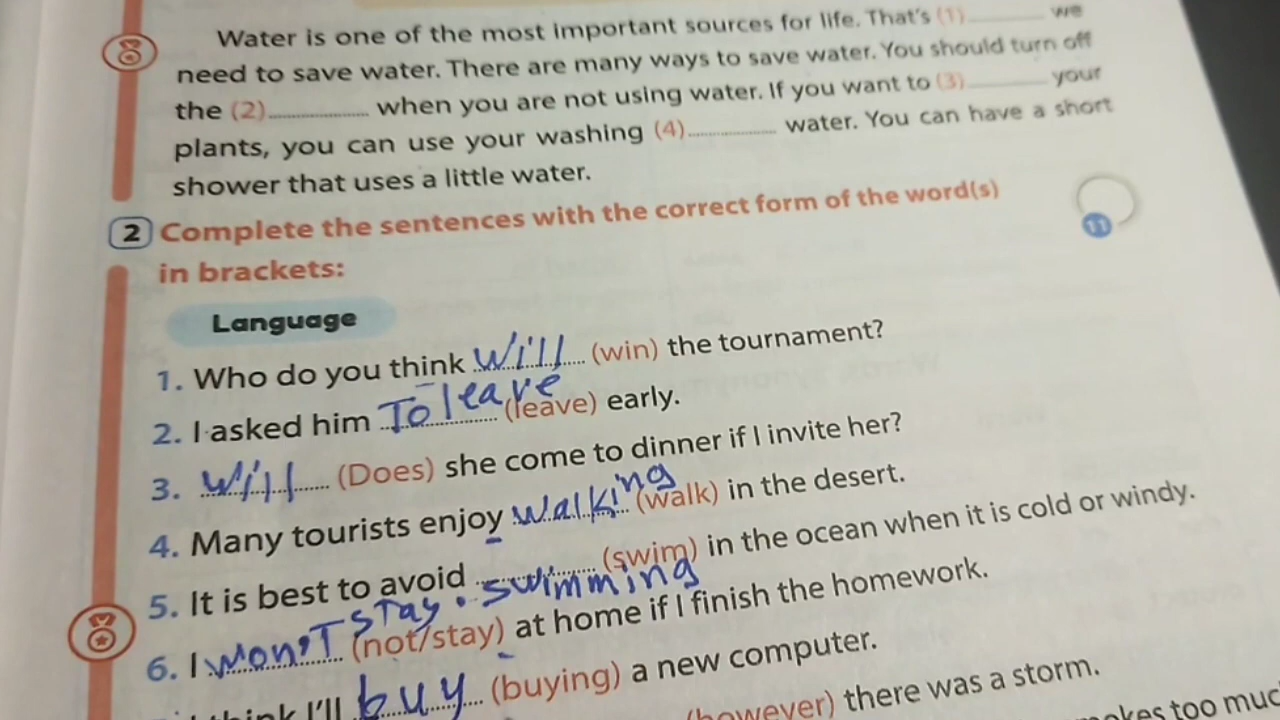 Water is one of the most important sources for life. That's (1) ............ we
need to save water. There are many ways to save water. You should turn off
the (2) ............ when you are not using water. If you want to (3) ............ your
plants, you can use your washing (4) ............ water. You can have a short
shower that uses a little water.
2 Complete the sentences with the correct form of the word(s)
in brackets:
11
Language
1. Who do you think will (win) the tournament?
2. I asked him To leave (leave) early.
3. will (Does) she come to dinner if I invite her?
4. Many tourists enjoy walking (walk) in the desert.
5. It is best to avoid swimming (swim) in the ocean when it is cold or windy.
6. I won'T STay (not/stay) at home if I finish the homework.
think I'll buy (buying) a new computer.
(however) there was a storm.
too